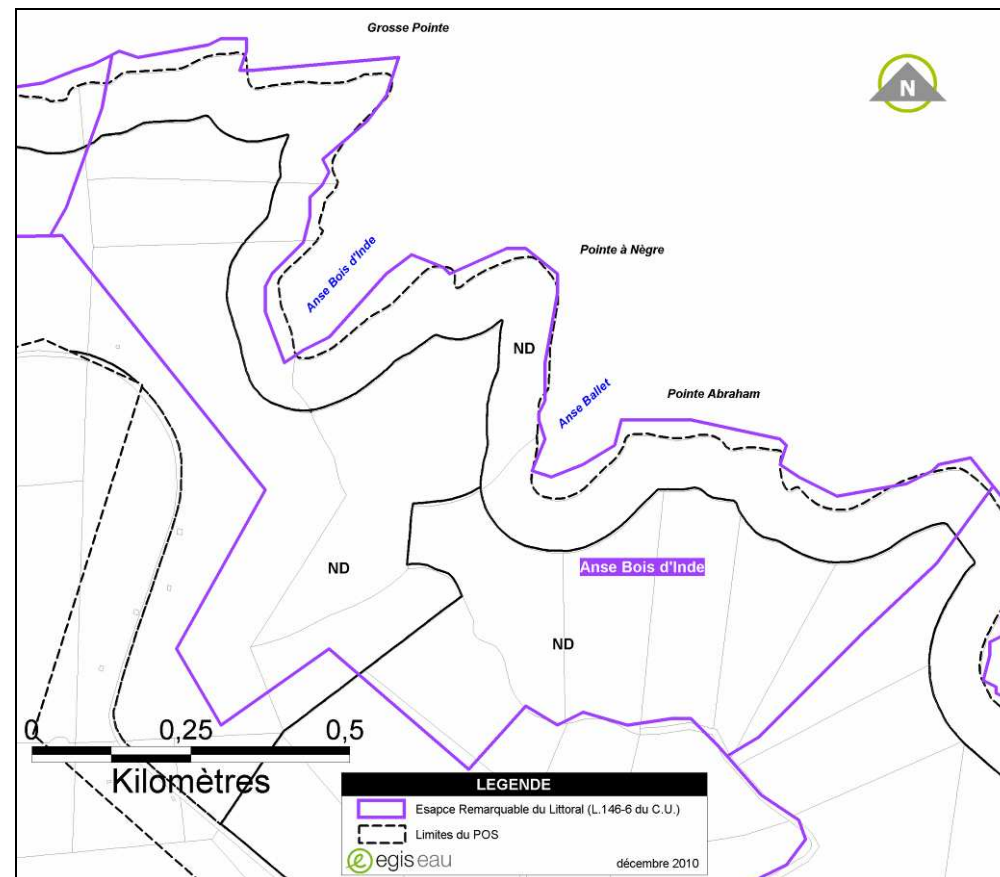 Grosse Pointe
N
Anse Bois d'Inde
Pointe à Nègre
ND
Anse Ballet
Pointe Abraham
Anse Bois d'Inde
ND
ND
0 0,25 0,5
Kilomètres
LEGENDE
Esapce Remarquable du Littoral (L.146-6 du C.U.)
Limites du POS
egis eau
décembre 2010